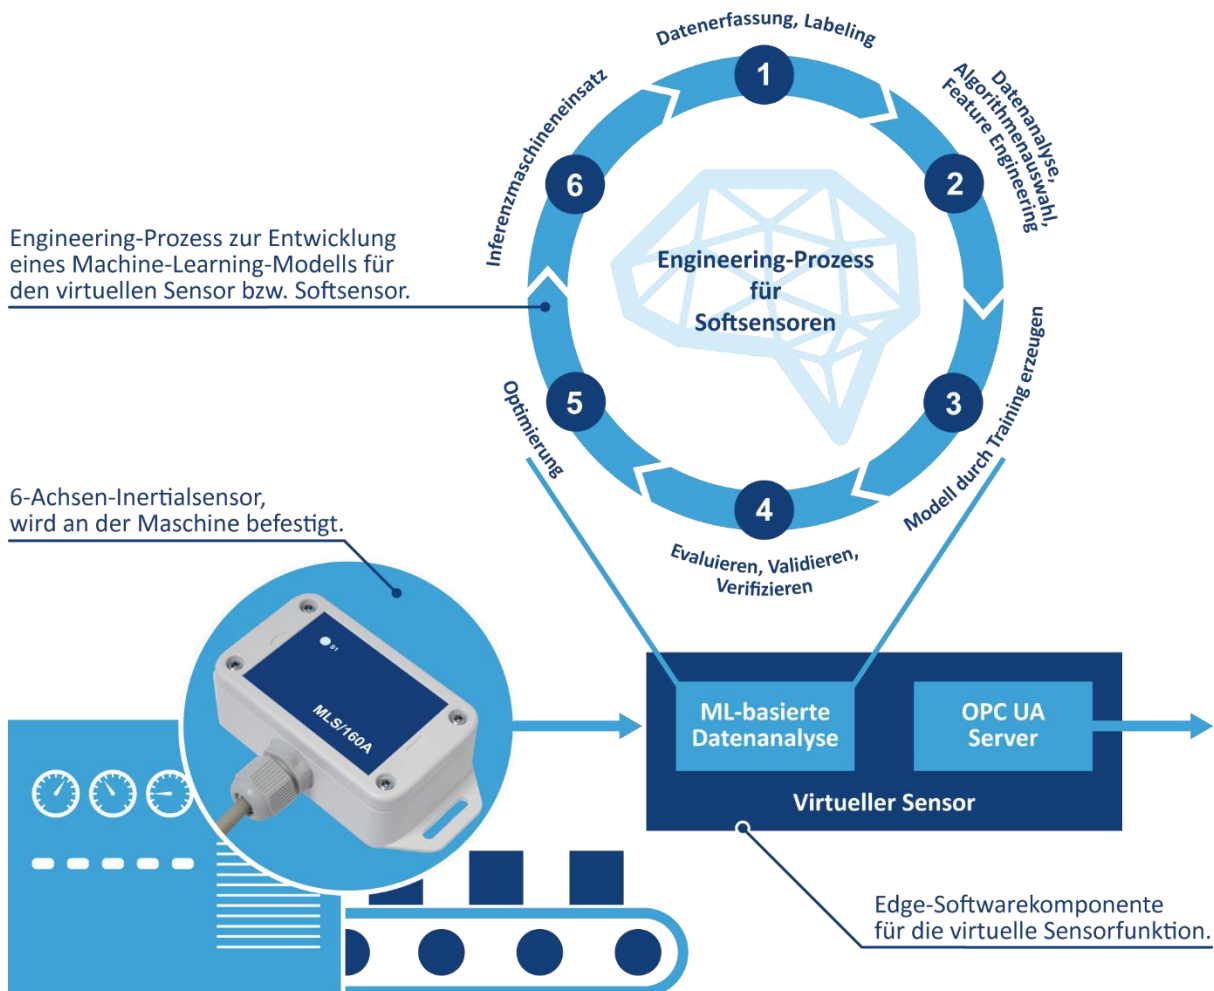 Datenerfassung, Labeling
1
Datenanalyse,
Algorithmenauswahl,
Feature Engineering
2
Modell durch Training erzeugen
3
Evaluieren, Validieren,
Verifizieren
4
Optimierung
5
Inferenzmaschineneinsatz
6
Engineering-Prozess
für
Softsensoren
Engineering-Prozess zur Entwicklung
eines Machine-Learning-Modells für
den virtuellen Sensor bzw. Softsensor.
6-Achsen-Inertialsensor,
wird an der Maschine befestigt.
S1
MLS/160A
ML-basierte
Datenanalyse
OPC UA
Server
Virtueller Sensor
Edge-Softwarekomponente
für die virtuelle Sensorfunktion.